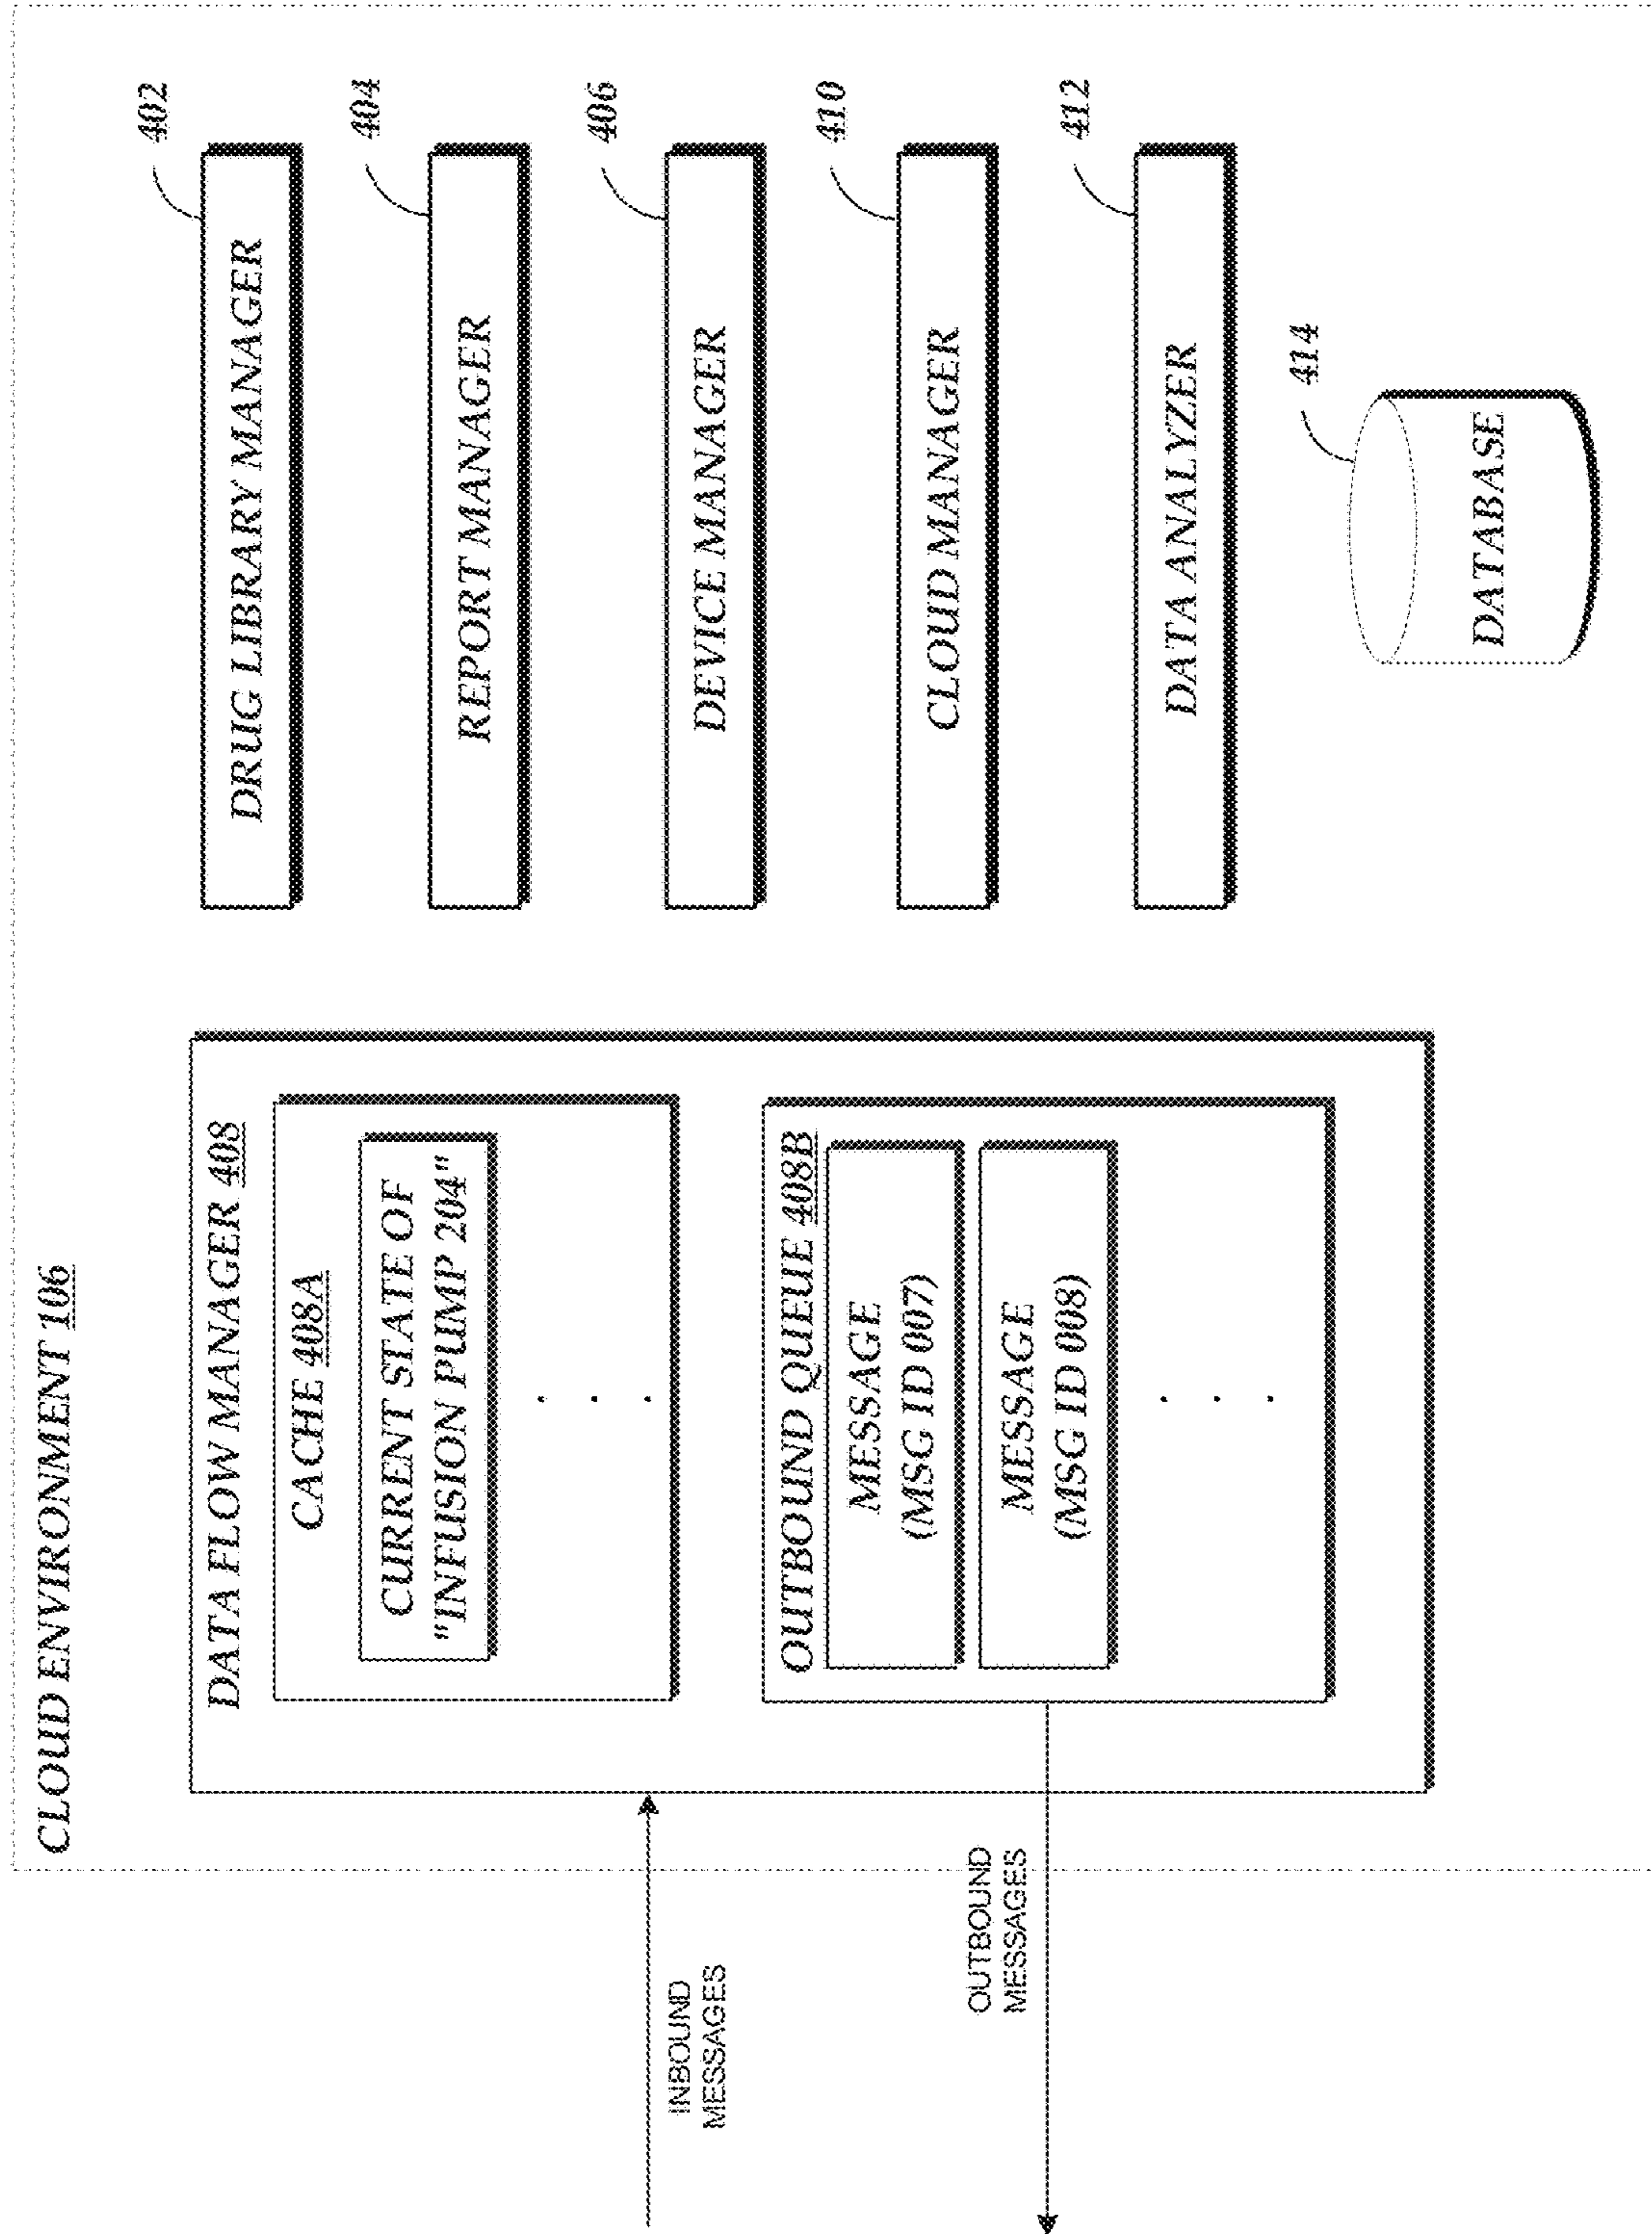 CLOUD ENVIRONMENT 106
DATA FLOW MANAGER 408
CACHE 408A
CURRENT STATE OF
"INFUSION PUMP 204"
. . .
OUTBOUND QUEUE 408B
MESSAGE
(MSG ID 007)
MESSAGE
(MSG ID 008)
. . .
INBOUND
MESSAGES
OUTBOUND
MESSAGES
402
DRUG LIBRARY MANAGER
404
REPORT MANAGER
406
DEVICE MANAGER
410
CLOUD MANAGER
412
DATA ANALYZER
414
DATABASE